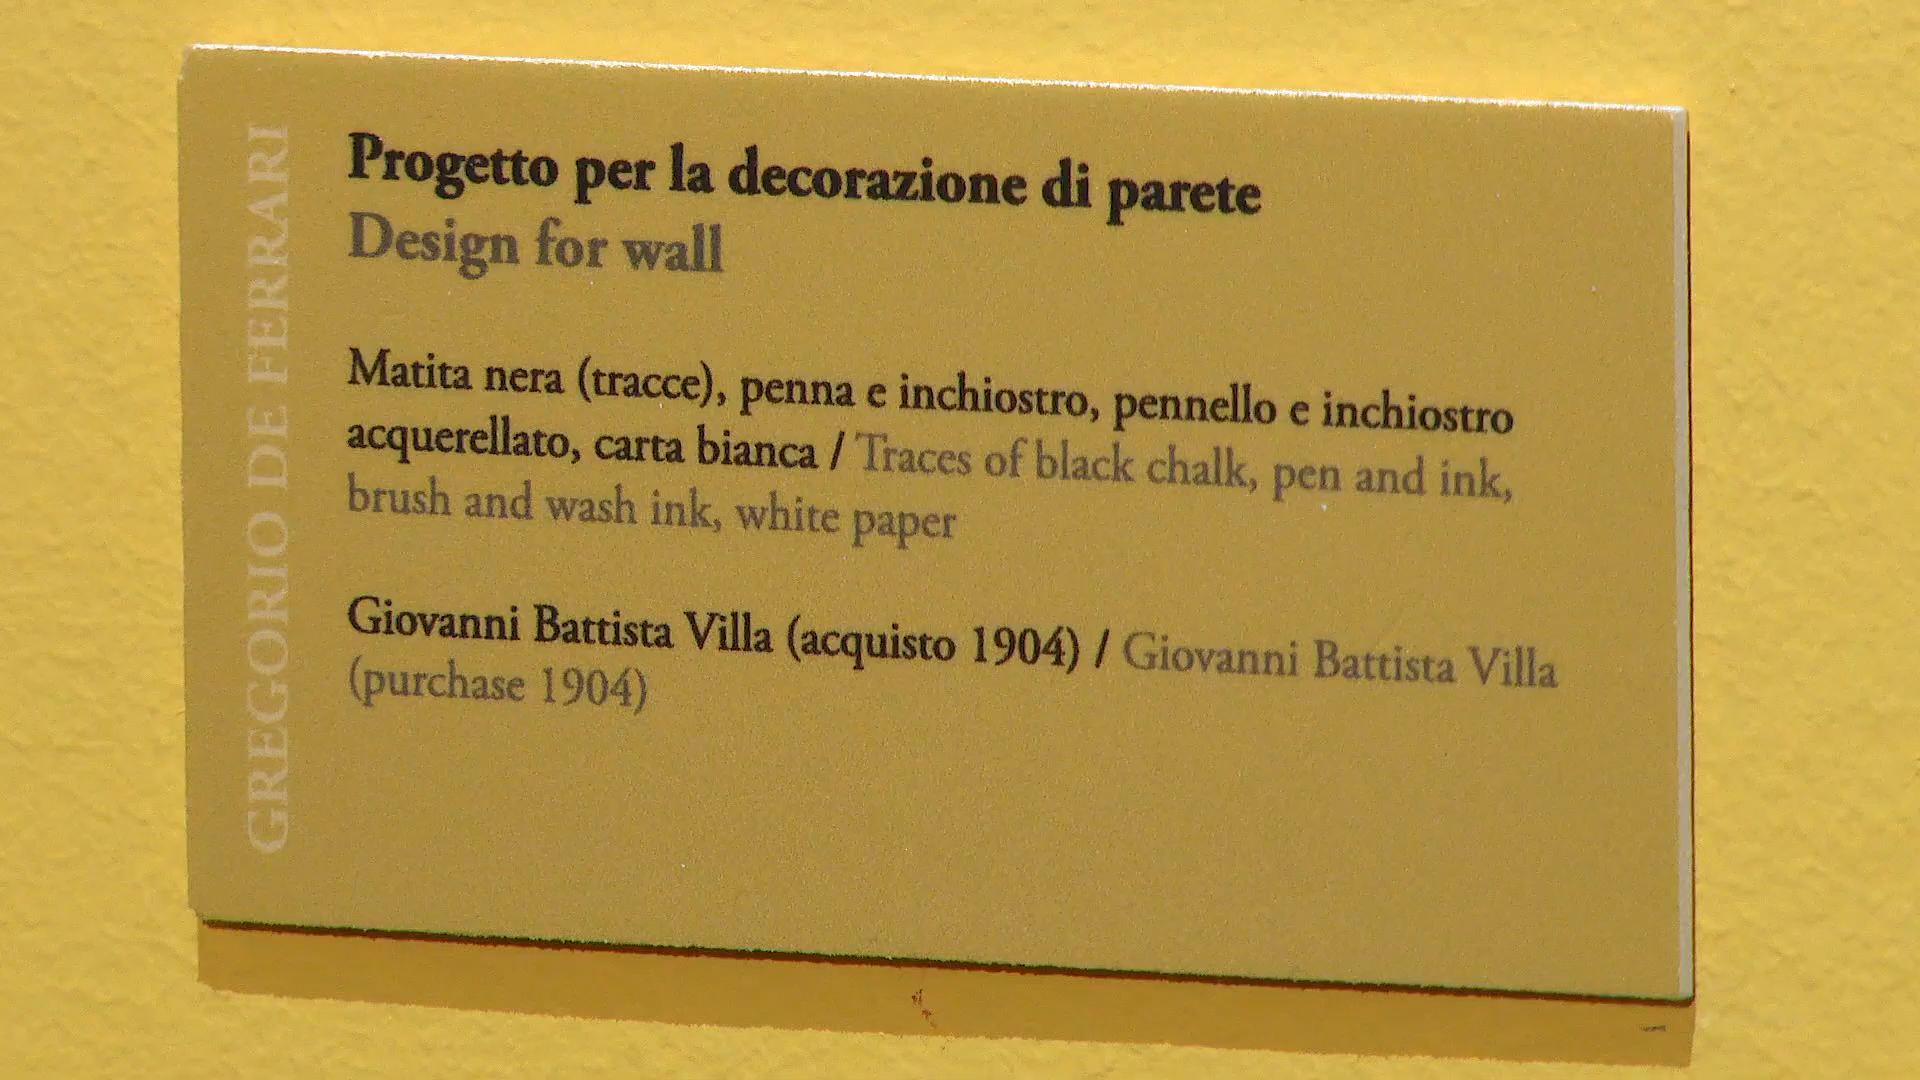 GREGORIO DE FERRARI
Progetto per la decorazione di parete
Design for wall
Matita nera (tracce), penna e inchiostro, pennello e inchiostro
acquerellato, carta bianca / Traces of black chalk, pen and ink,
brush and wash ink, white paper
Giovanni Battista Villa (acquisto 1904) / Giovanni Battista Villa
(purchase 1904)